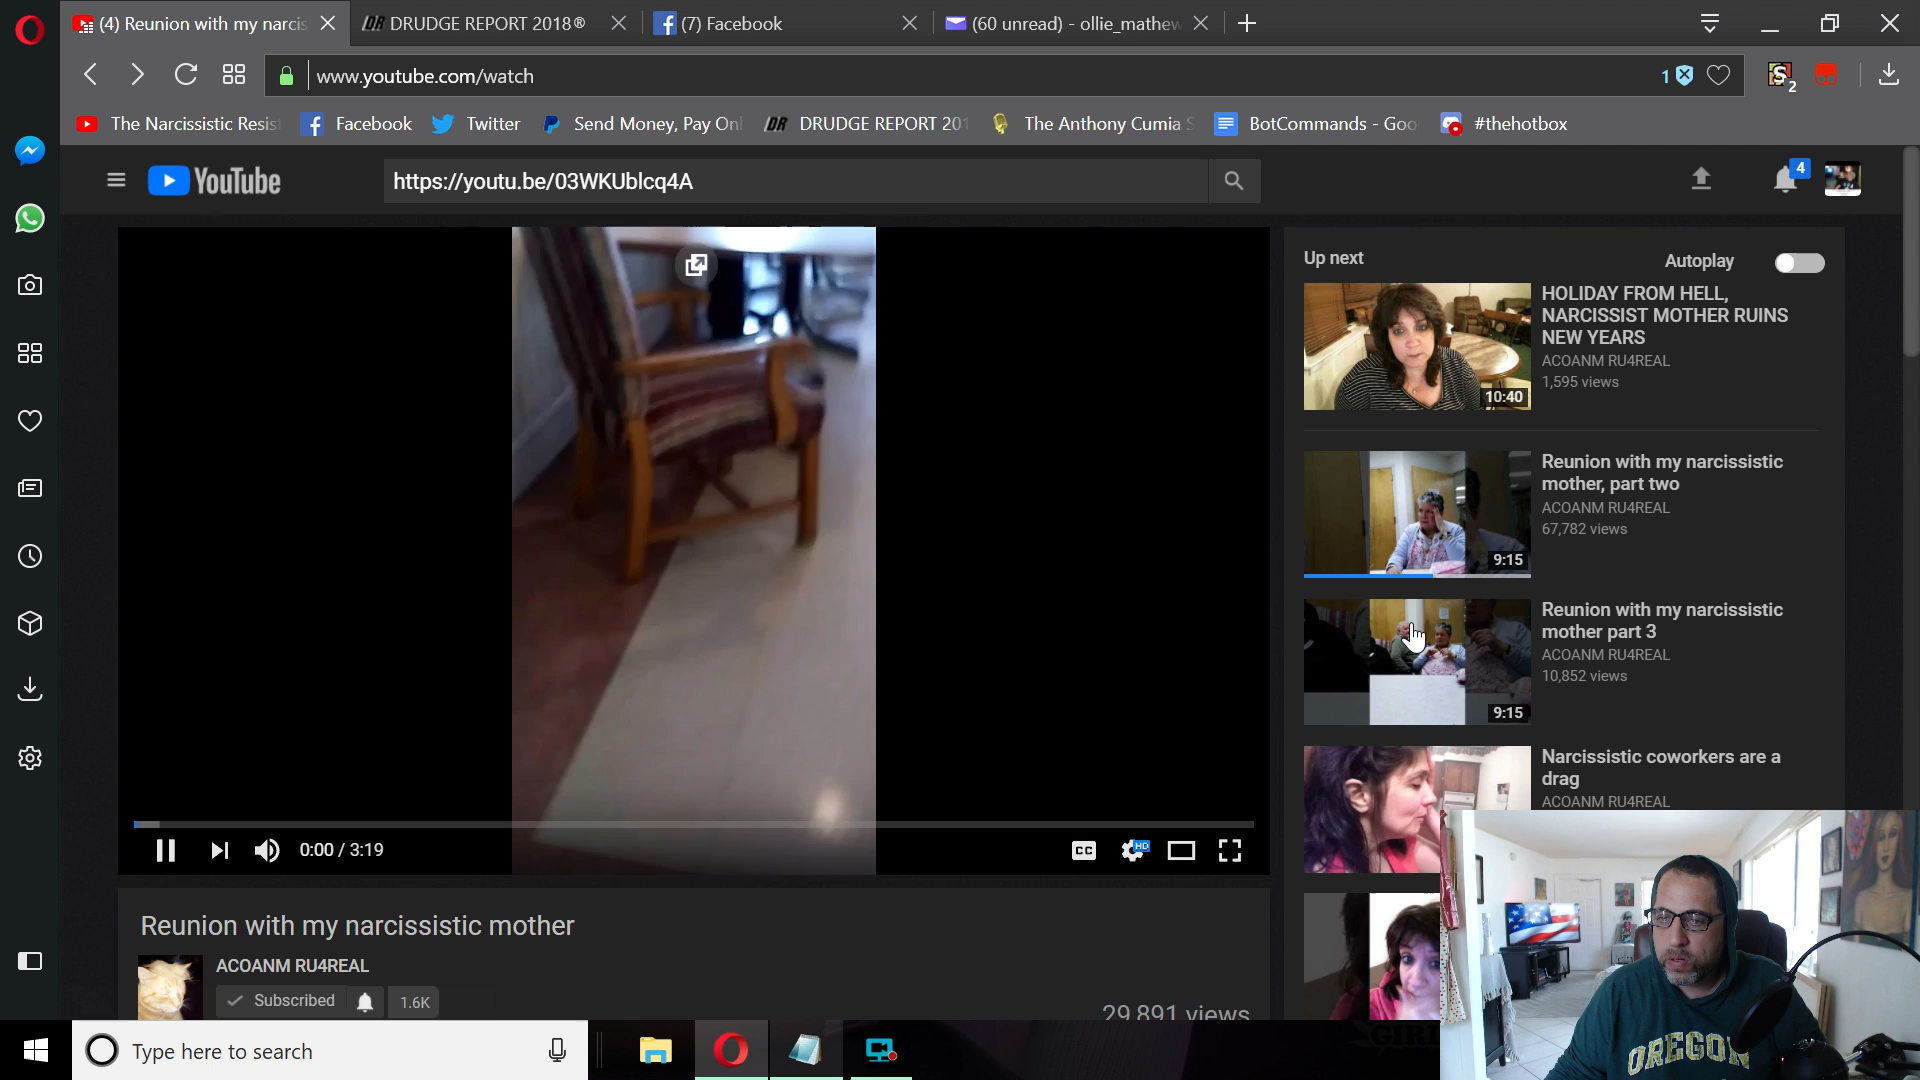 (4) Reunion with my narcis
DRUDGE REPORT 2018®
(7) Facebook
(60 unread) - ollie_mathew
www.youtube.com/watch
1
2
The Narcissistic Resis
Facebook
Twitter
Send Money, Pay Onl
DRUDGE REPORT 201
The Anthony Cumia S
BotCommands - Goo
#thehotbox
YouTube
https://youtu.be/03WKUblcq4A
4
Up next
Autoplay
HOLIDAY FROM HELL,
NARCISSIST MOTHER RUINS
NEW YEARS
ACOANM RU4REAL
1,595 views
10:40
Reunion with my narcissistic
mother, part two
ACOANM RU4REAL
67,782 views
9:15
Reunion with my narcissistic
mother part 3
ACOANM RU4REAL
10,852 views
9:15
Narcissistic coworkers are a
drag
ACOANM RU4REAL
0:00 / 3:19
CC
HD
Reunion with my narcissistic mother
ACOANM RU4REAL
Subscribed
1.6K
29,891 views
OREGON
Type here to search